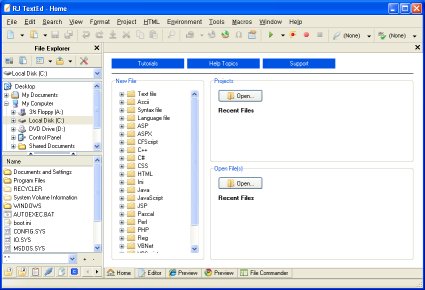 RJ TextEd - Home
File Edit Search View Format Project HTML Environment Tools Macros Window Help
(None) (None)
File Explorer
Local Disk (C:)
Desktop
My Documents
My Computer
3½ Floppy (A:)
Local Disk (C:)
DVD Drive (D:)
Control Panel
Shared Documents
Name
Documents and Settings
Program Files
RECYCLER
System Volume Information
WINDOWS
AUTOEXEC.BAT
boot.ini
CONFIG.SYS
IO.SYS
MSDOS.SYS
*.*
Tutorials Help Topics Support
New File
Text file
Ascii
Syntax file
Language file
ASP
ASPX
CFScript
C++
C#
CSS
HTML
Ini
Java
JavaScript
JSP
Pascal
Perl
PHP
Reg
VBNet
Projects
Open...
Recent Files
Open File(s)
Open...
Recent Files
Home Editor Preview Preview File Commander